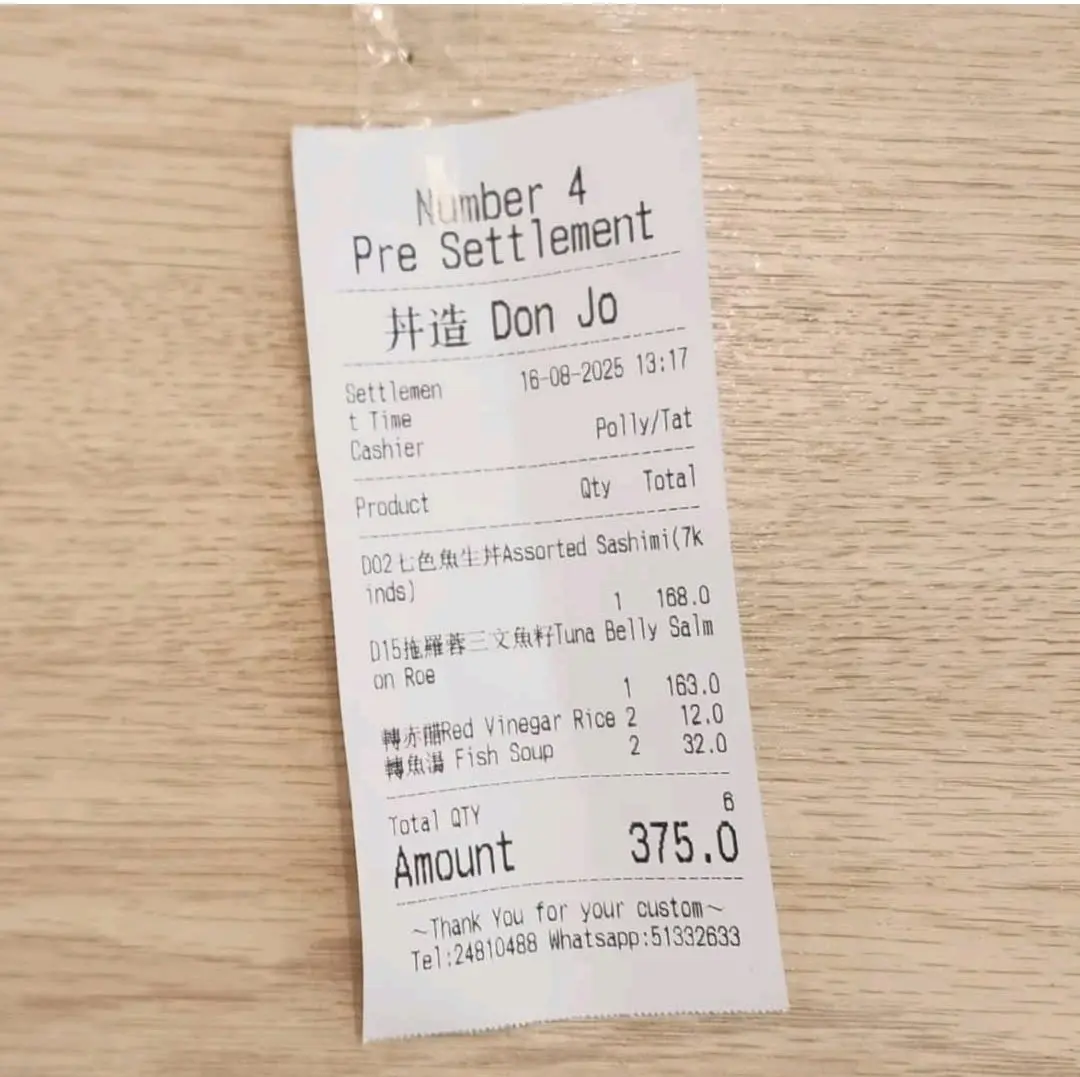 Number 4
Pre Settlement
丼造 Don Jo
Settlemen 16-08-2025 13:17
t Time
Cashier Polly/Tat
Product Qty Total
D02七色魚生丼Assorted Sashimi(7k
inds)
1 168.0
D15拖羅蓉三文魚籽Tuna Belly Salm
on Roe
1 163.0
轉赤醋Red Vinegar Rice 2 12.0
轉魚湯 Fish Soup 2 32.0
Total QTY 6
Amount 375.0
~Thank You for your custom~
Tel:24810488 Whatsapp:51332633